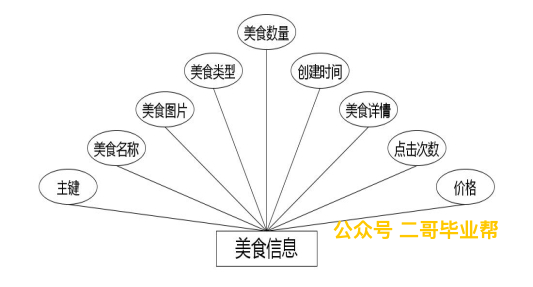 美食数量
美食类型
创建时间
美食图片
美食详情
美食名称
点击次数
主键
价格
公众号 二哥毕业帮
美食信息